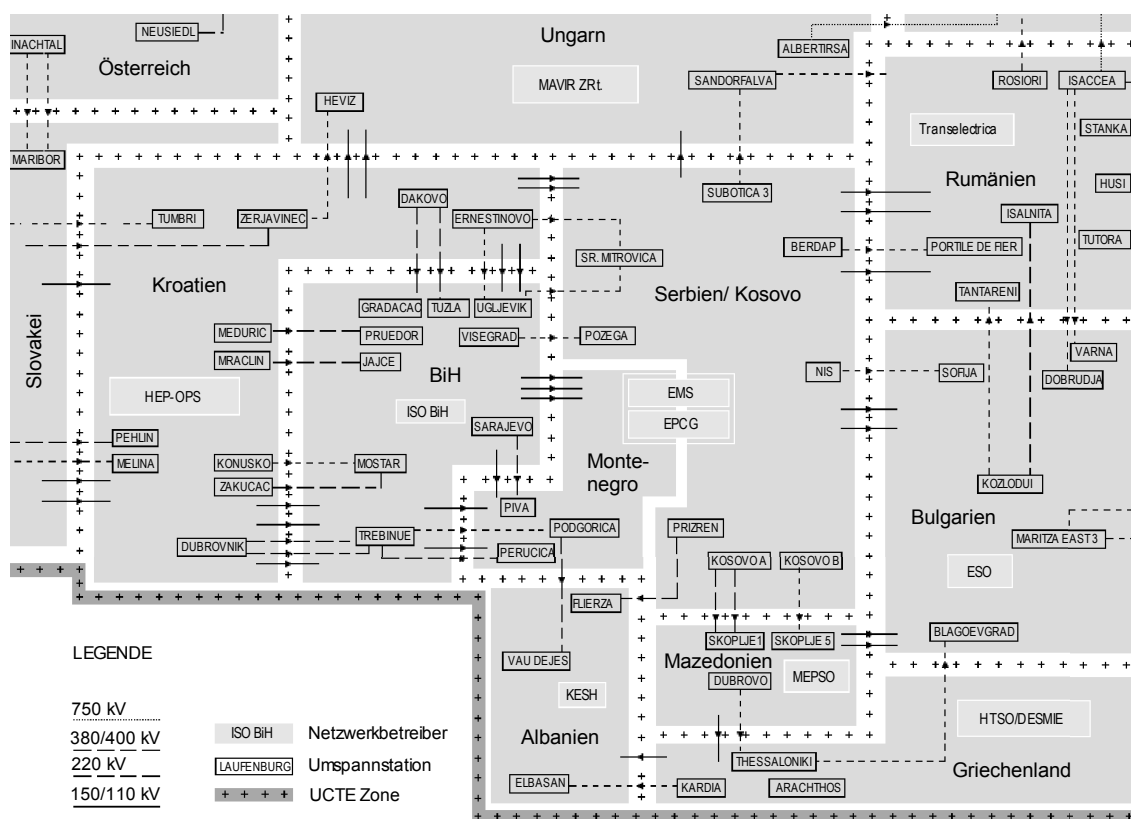 NEUSIEDL
INACHTAL
Österreich
MARIBOR
Ungarn
MAVIR ZRt.
ALBERTIRSA
SANDORFALVA
HEVIZ
ROSIORI
ISACCEA
Transelectrica
STANKA
Rumänien
HUSI
ISALNITA
TUTORA
SUBOTICA 3
DAKOVO
TUMBRI
ZERJAVINEC
ERNESTINOVO
BERDAP
PORTILE DE FIER
SR. MITROVICA
Kroatien
Serbien/ Kosovo
TANTARENI
GRADACAC
TUZLA
UGLJEVIK
MEDURIC
PRUEDOR
VISEGRAD
POZEGA
VARNA
MRACLIN
JAJCE
BiH
NIS
SOFIJA
DOBRUDJA
Slovakei
HEP-OPS
ISO BiH
EMS
EPCG
SARAJEVO
PEHLIN
MELINA
KONUSKO
MOSTAR
Monte-
negro
ZAKUCAC
KOZLODUI
PIVA
Bulgarien
TREBINUE
PODGORICA
PRIZREN
DUBROVNIK
PERUCICA
MARITZA EAST 3
KOSOVO A
KOSOVO B
ESO
FLIERZA
SKOPLJE1
SKOPLJE 5
BLAGOEVGRAD
LEGENDE
VAU DEJES
Mazedonien
MEPSO
DUBROVO
KESH
750 kV
HTSO/DESMIE
380/400 kV
ISO BiH
Netzwerkbetreiber
Albanien
220 kV
LAUFENBURG
Umspannstation
THESSALONIKI
Griechenland
150/110 kV
UCTE Zone
ELBASAN
KARDIA
ARACHTHOS